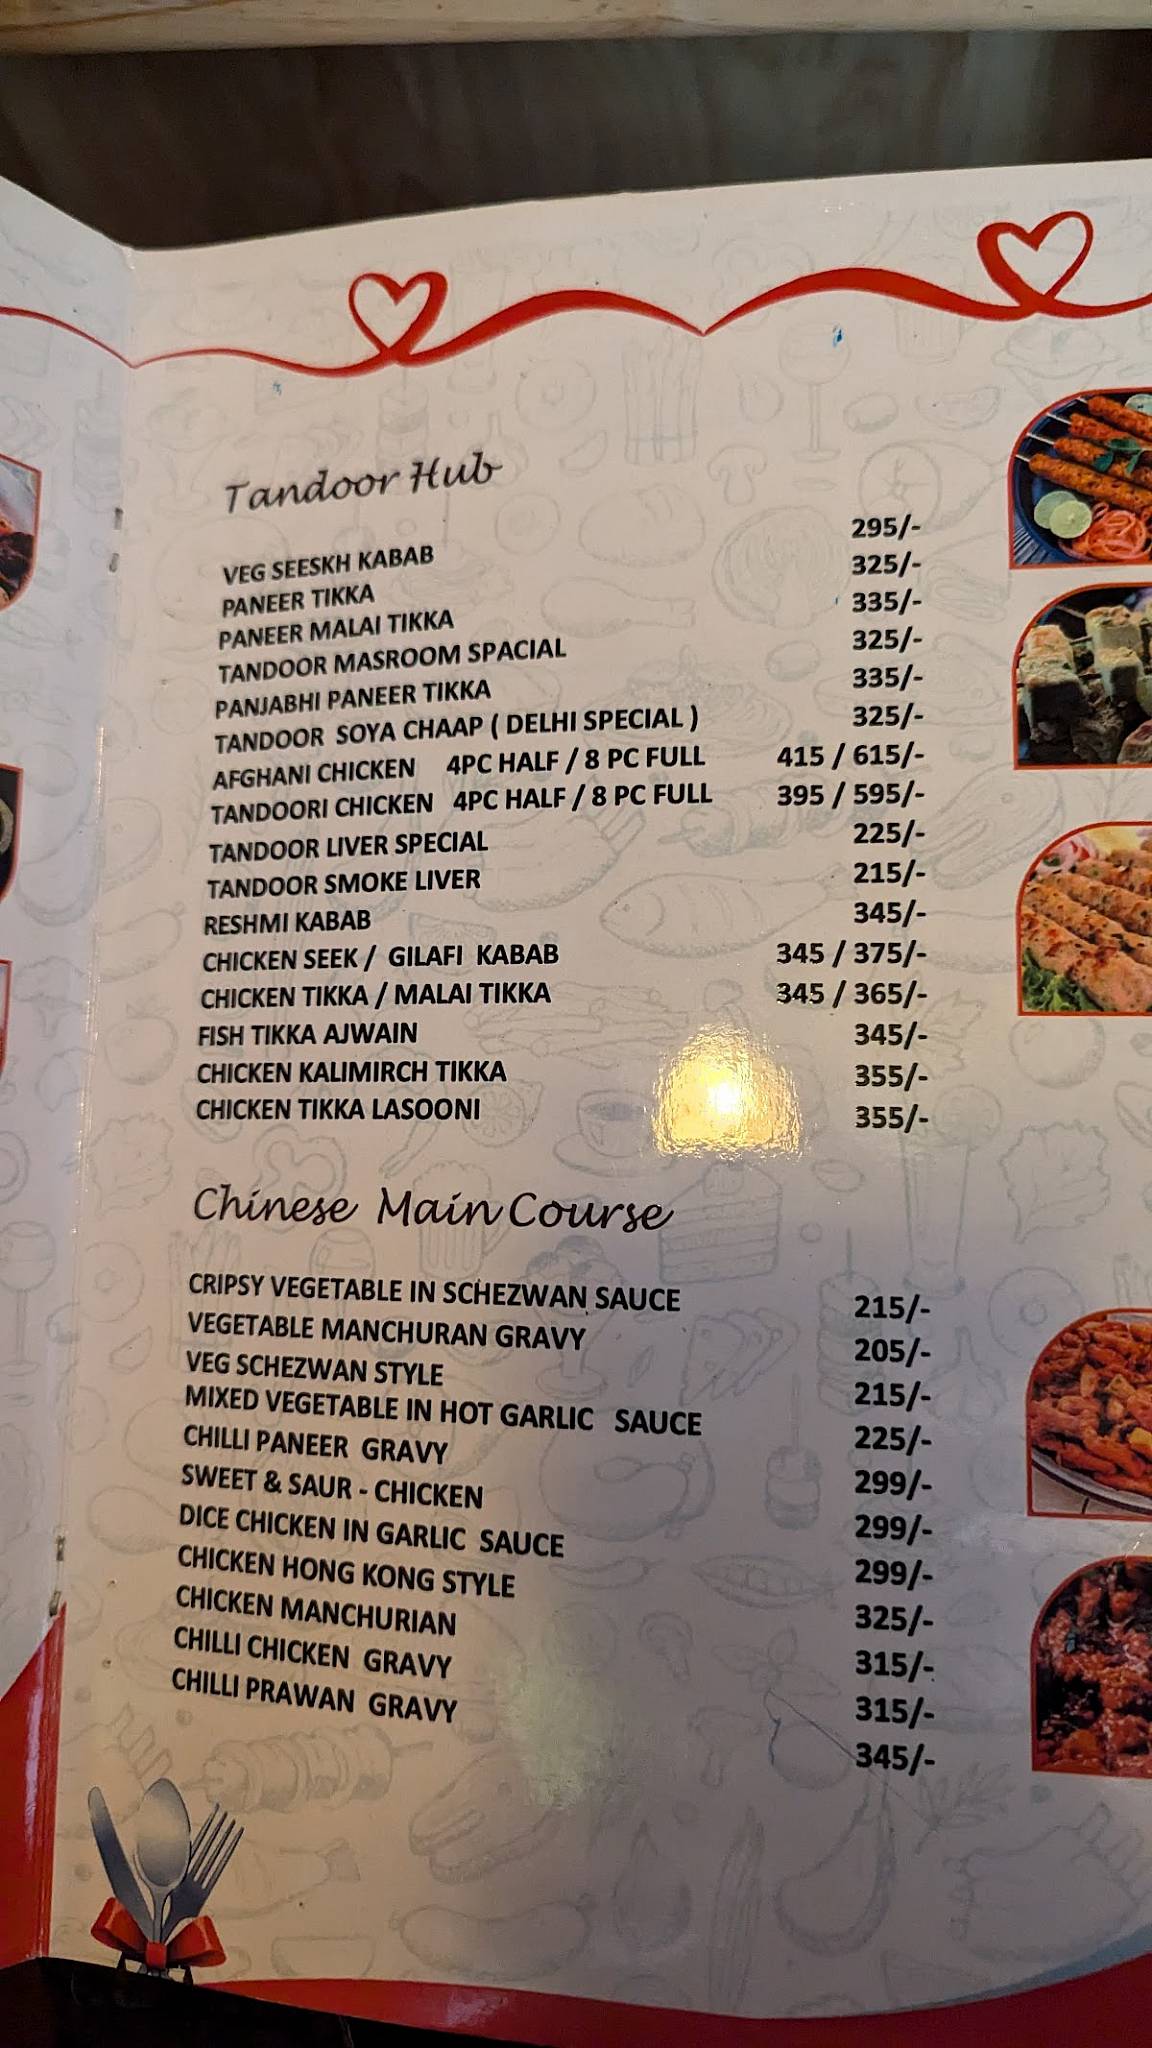 Tandoor Hub
VEG SEESKH KABAB 295/-
PANEER TIKKA 325/-
PANEER MALAI TIKKA 335/-
TANDOOR MASROOM SPACIAL 325/-
PANJABHI PANEER TIKKA 335/-
TANDOOR SOYA CHAAP ( DELHI SPECIAL ) 325/-
AFGHANI CHICKEN 4PC HALF / 8 PC FULL 415 / 615/-
TANDOORI CHICKEN 4PC HALF / 8 PC FULL 395 / 595/-
TANDOOR LIVER SPECIAL 225/-
TANDOOR SMOKE LIVER 215/-
RESHMI KABAB 345/-
CHICKEN SEEK / GILAFI KABAB 345 / 375/-
CHICKEN TIKKA / MALAI TIKKA 345 / 365/-
FISH TIKKA AJWAIN 345/-
CHICKEN KALIMIRCH TIKKA 355/-
CHICKEN TIKKA LASOONI 355/-
Chinese Main Course
CRIPSY VEGETABLE IN SCHEZWAN SAUCE 215/-
VEGETABLE MANCHURAN GRAVY 205/-
VEG SCHEZWAN STYLE 215/-
MIXED VEGETABLE IN HOT GARLIC SAUCE 225/-
CHILLI PANEER GRAVY 299/-
SWEET & SAUR - CHICKEN 299/-
DICE CHICKEN IN GARLIC SAUCE 299/-
CHICKEN HONG KONG STYLE 325/-
CHICKEN MANCHURIAN 315/-
CHILLI CHICKEN GRAVY 315/-
CHILLI PRAWAN GRAVY 345/-